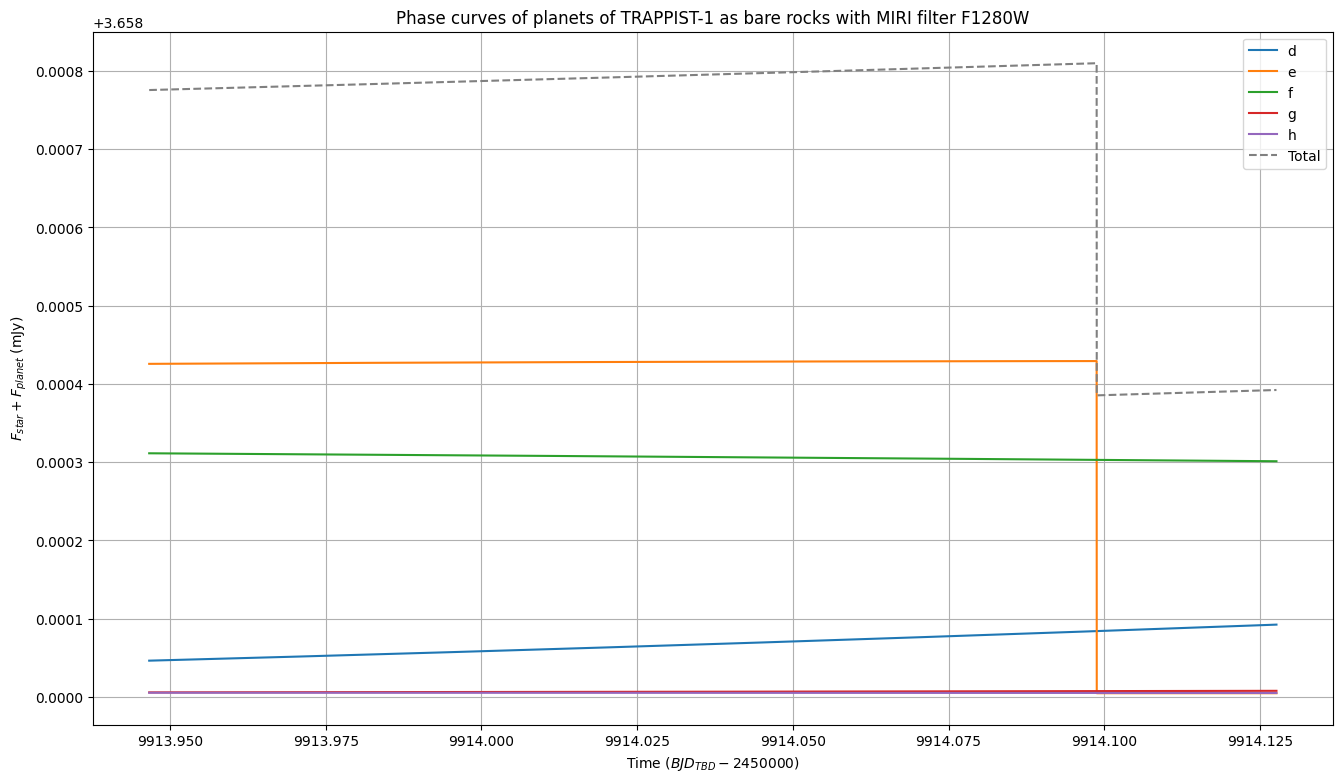 Phase curves of planets of TRAPPIST-1 as bare rocks with MIRI filter F1280W
+3.658
d
e
f
g
h
Total
0.0008
0.0007
0.0006
0.0005
0.0004
0.0003
0.0002
0.0001
0.0000
F_star + F_planet (mJy)
9913.950 9913.975 9914.000 9914.025 9914.050 9914.075 9914.100 9914.125
Time (BJD_TBD − 2450000)